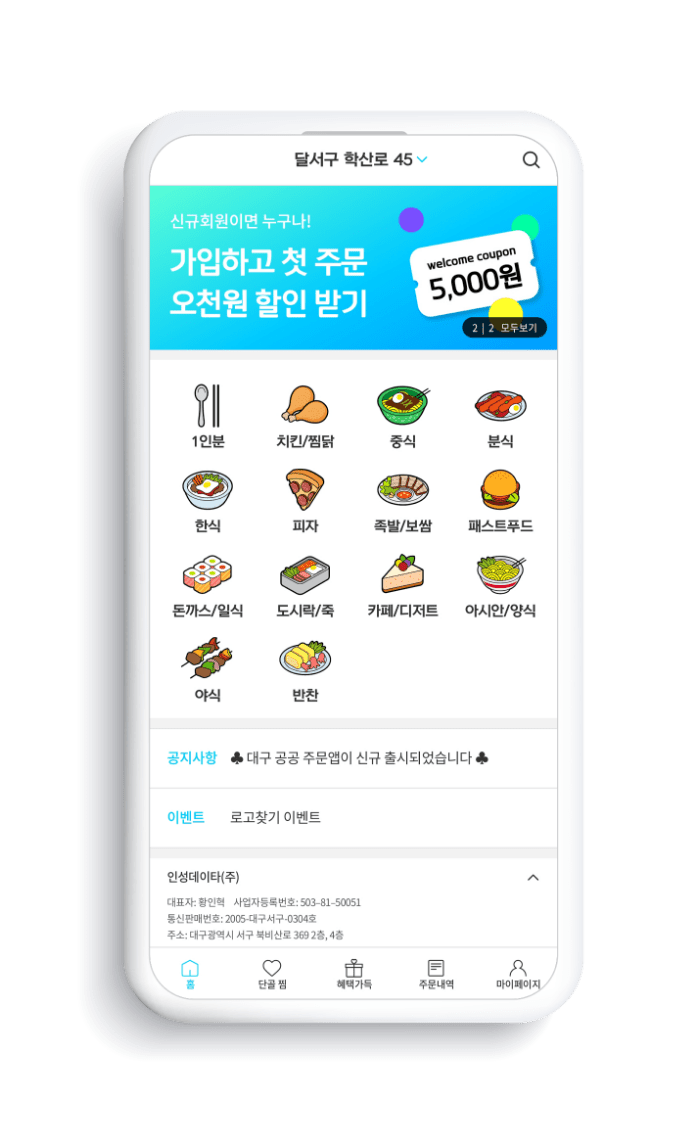 달서구 학산로 45
신규회원이면 누구나!
가입하고 첫 주문
오천원 할인 받기
welcome coupon
5,000원
2 | 2 모두보기
1인분
치킨/찜닭
중식
분식
한식
피자
족발/보쌈
패스트푸드
돈까스/일식
도시락/죽
카페/디저트
아시안/양식
야식
반찬
공지사항 ♣ 대구 공공 주문앱이 신규 출시되었습니다 ♣
이벤트 로고찾기 이벤트
인성데이타(주)
대표자: 황인혁 사업자등록번호: 503-81-50051
통신판매번호: 2005-대구서구-0304호
주소: 대구광역시 서구 북비산로 369 2층, 4층
홈
단골 찜
혜택가득
주문내역
마이페이지